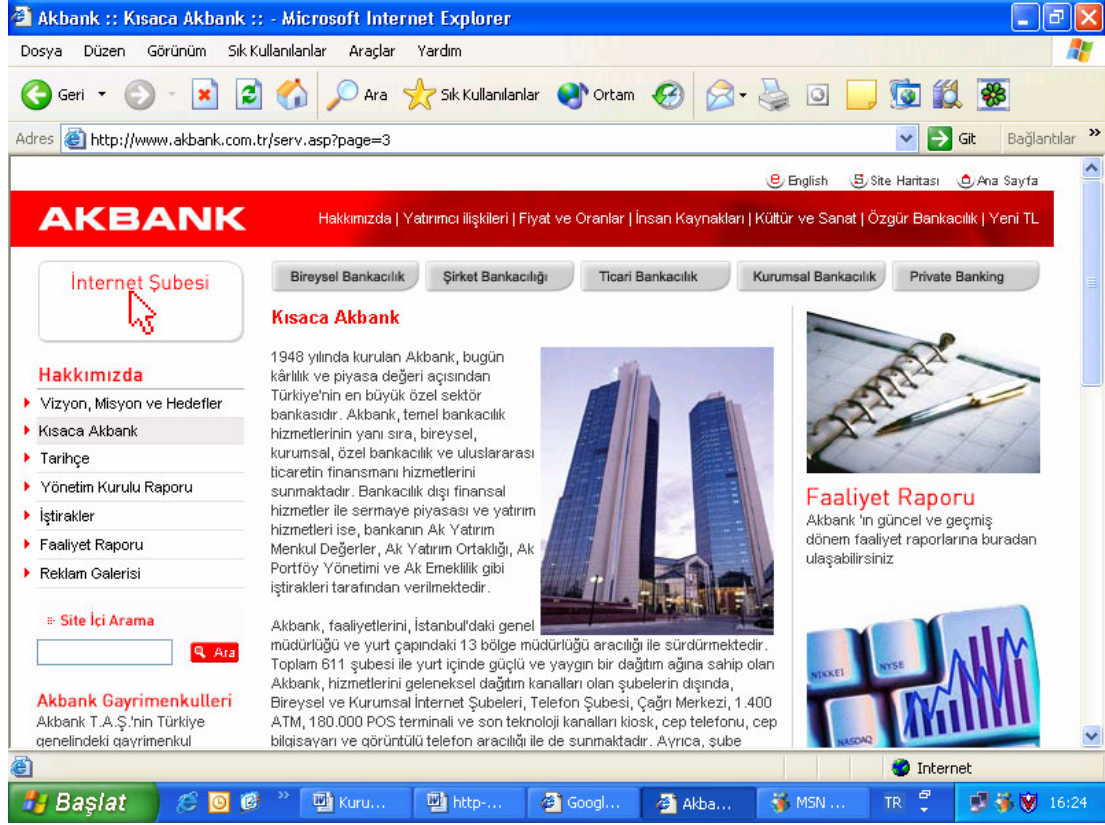 Akbank :: Kısaca Akbank :: - Microsoft Internet Explorer
Dosya Düzen Görünüm Sık Kullanılanlar Araçlar Yardım
Geri Ara Sık Kullanılanlar Ortam
Adres http://www.akbank.com.tr/serv.asp?page=3 Git Bağlantılar »
English Site Haritası Ana Sayfa
AKBANK
Hakkımızda | Yatırımcı ilişkileri | Fiyat ve Oranlar | İnsan Kaynakları | Kültür ve Sanat | Özgür Bankacılık | Yeni TL
İnternet Şubesi
Bireysel Bankacılık Şirket Bankacılığı Ticari Bankacılık Kurumsal Bankacılık Private Banking
Hakkımızda
Vizyon, Misyon ve Hedefler
Kısaca Akbank
Tarihçe
Yönetim Kurulu Raporu
İştirakler
Faaliyet Raporu
Reklam Galerisi
Site İçi Arama
Ara
Akbank Gayrimenkulleri
Akbank T.A.Ş.'nin Türkiye
genelindeki gayrimenkul
Kısaca Akbank
1948 yılında kurulan Akbank, bugün
kârlılık ve piyasa değeri açısından
Türkiye'nin en büyük özel sektör
bankasıdır. Akbank, temel bankacılık
hizmetlerinin yanı sıra, bireysel,
kurumsal, özel bankacılık ve uluslararası
ticaretin finansmanı hizmetlerini
sunmaktadır. Bankacılık dışı finansal
hizmetler ile sermaye piyasası ve yatırım
hizmetleri ise, bankanın Ak Yatırım
Menkul Değerler, Ak Yatırım Ortaklığı, Ak
Portföy Yönetimi ve Ak Emeklilik gibi
iştirakleri tarafından verilmektedir.
Akbank, faaliyetlerini, İstanbul'daki genel
müdürlüğü ve yurt çapındaki 13 bölge müdürlüğü aracılığı ile sürdürmektedir.
Toplam 611 şubesi ile yurt içinde güçlü ve yaygın bir dağıtım ağına sahip olan
Akbank, hizmetlerini geleneksel dağıtım kanalları olan şubelerin dışında,
Bireysel ve Kurumsal İnternet Şubeleri, Telefon Şubesi, Çağrı Merkezi, 1.400
ATM, 180.000 POS terminali ve son teknoloji kanalları kiosk, cep telefonu, cep
bilgisayarı ve görüntülü telefon aracılığı ile de sunmaktadır. Ayrıca, şube
Faaliyet Raporu
Akbank 'ın güncel ve geçmiş
dönem faaliyet raporlarına buradan
ulaşabilirsiniz
NIKKEI
NYSE
NASDAQ
Internet
Başlat » Kuru... http-... Googl... Akba... MSN ... TR 16:24